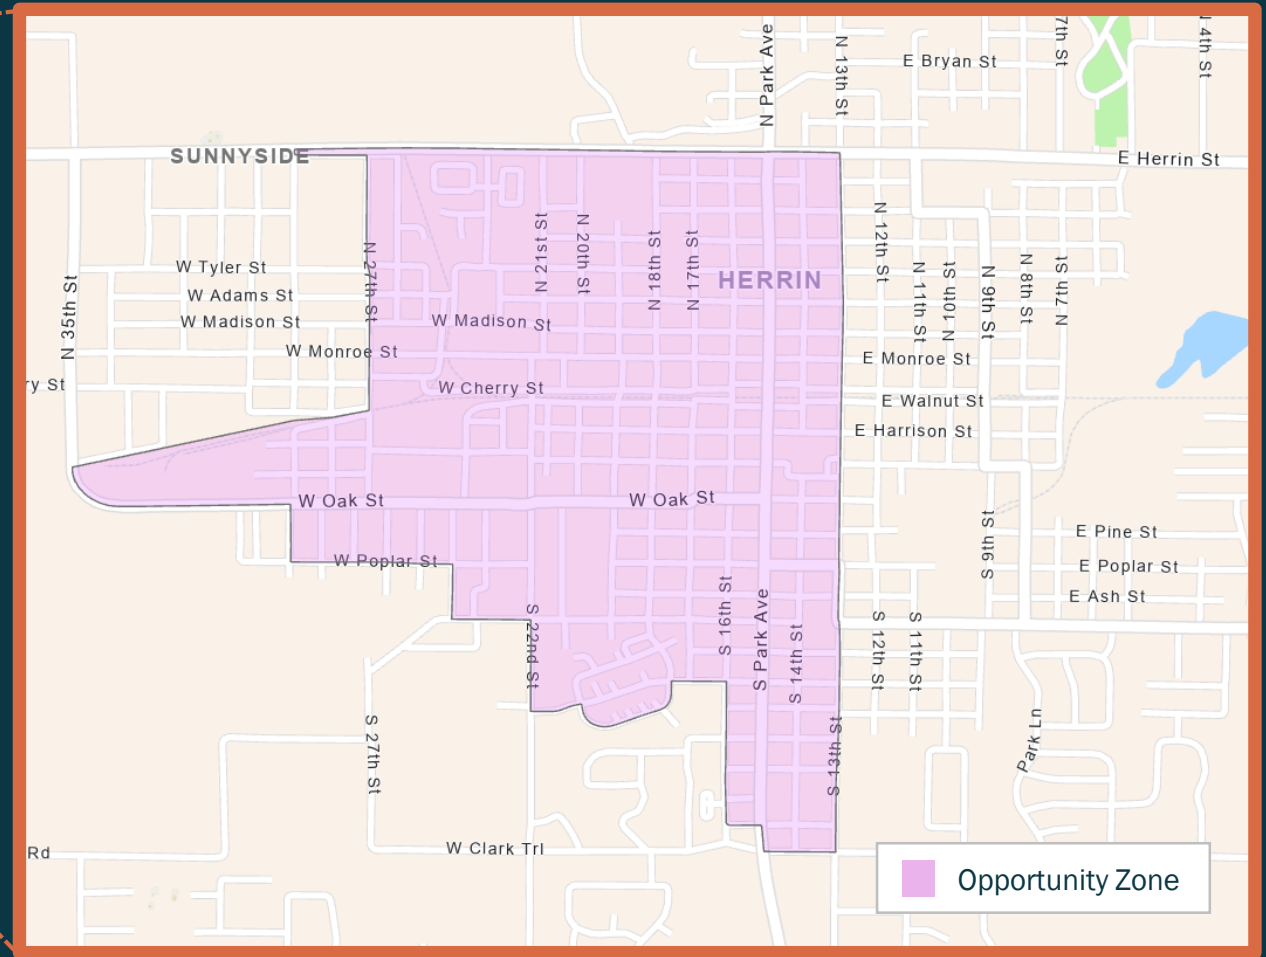 7th St
N 4th St
N Park Ave
N 13th St
E Bryan St
SUNNYSIDE
E Herrin St
N 35th St
W Tyler St
W Adams St
W Madison St
W Monroe St
ry St
N 27th St
N 21st St
N 20th St
N 18th St
N 17th St
HERRIN
W Madison St
W Cherry St
N 12th St
N 11th St
N 10th St
N 9th St
N 8th St
N 7th St
E Monroe St
E Walnut St
E Harrison St
W Oak St
W Oak St
W Poplar St
S 9th St
E Pine St
E Poplar St
E Ash St
S 22nd St
S 16th St
S Park Ave
S 14th St
S 12th St
S 11th St
S 27th St
S 13th St
Park Ln
Rd
W Clark Trl
Opportunity Zone